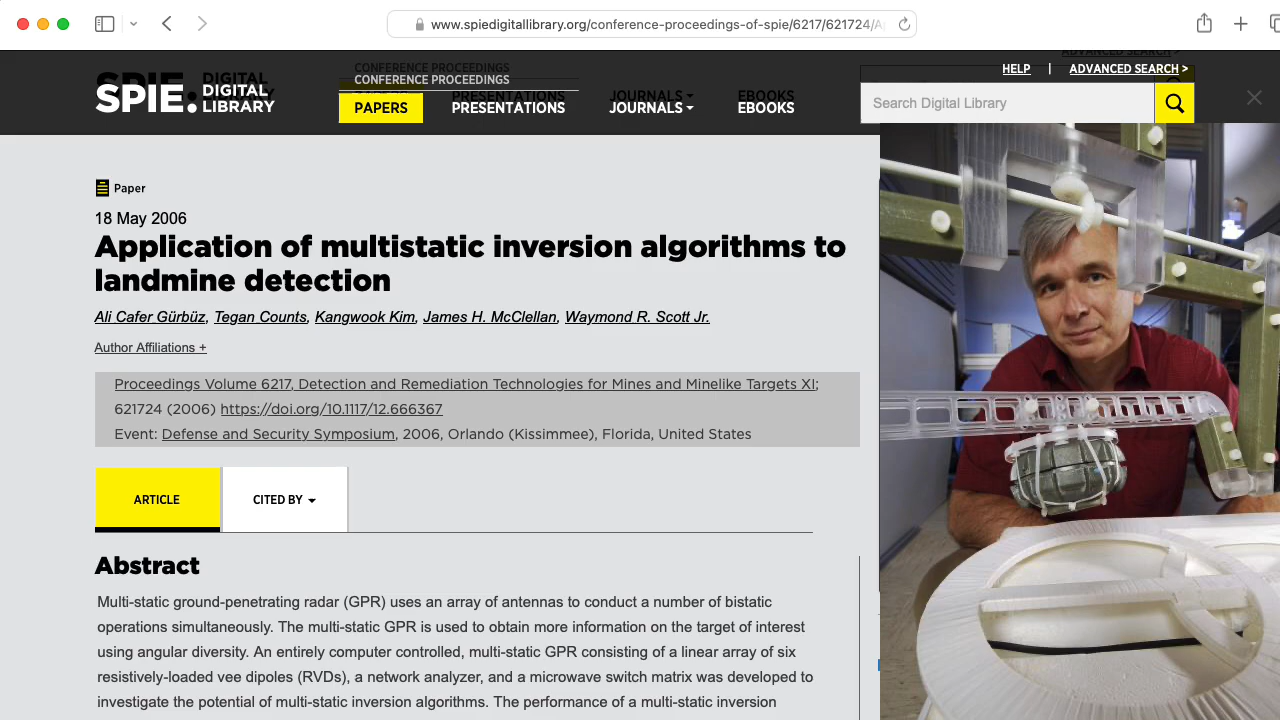 www.spiedigitallibrary.org/conference-proceedings-of-spie/6217/621724/A
ADVANCED SEARCH >
HELP | ADVANCED SEARCH >
CONFERENCE PROCEEDINGS
CONFERENCE PROCEEDINGS
SPIE. DIGITAL LIBRARY
PRESENTATIONS JOURNALS EBOOKS
PAPERS PRESENTATIONS JOURNALS EBOOKS
Search Digital Library
Paper
18 May 2006
Application of multistatic inversion algorithms to
landmine detection
Ali Cafer Gürbüz, Tegan Counts, Kangwook Kim, James H. McClellan, Waymond R. Scott Jr.
Author Affiliations +
Proceedings Volume 6217, Detection and Remediation Technologies for Mines and Minelike Targets XI;
621724 (2006) https://doi.org/10.1117/12.666367
Event: Defense and Security Symposium, 2006, Orlando (Kissimmee), Florida, United States
ARTICLE
CITED BY
Abstract
Multi-static ground-penetrating radar (GPR) uses an array of antennas to conduct a number of bistatic
operations simultaneously. The multi-static GPR is used to obtain more information on the target of interest
using angular diversity. An entirely computer controlled, multi-static GPR consisting of a linear array of six
resistively-loaded vee dipoles (RVDs), a network analyzer, and a microwave switch matrix was developed to
investigate the potential of multi-static inversion algorithms. The performance of a multi-static inversion